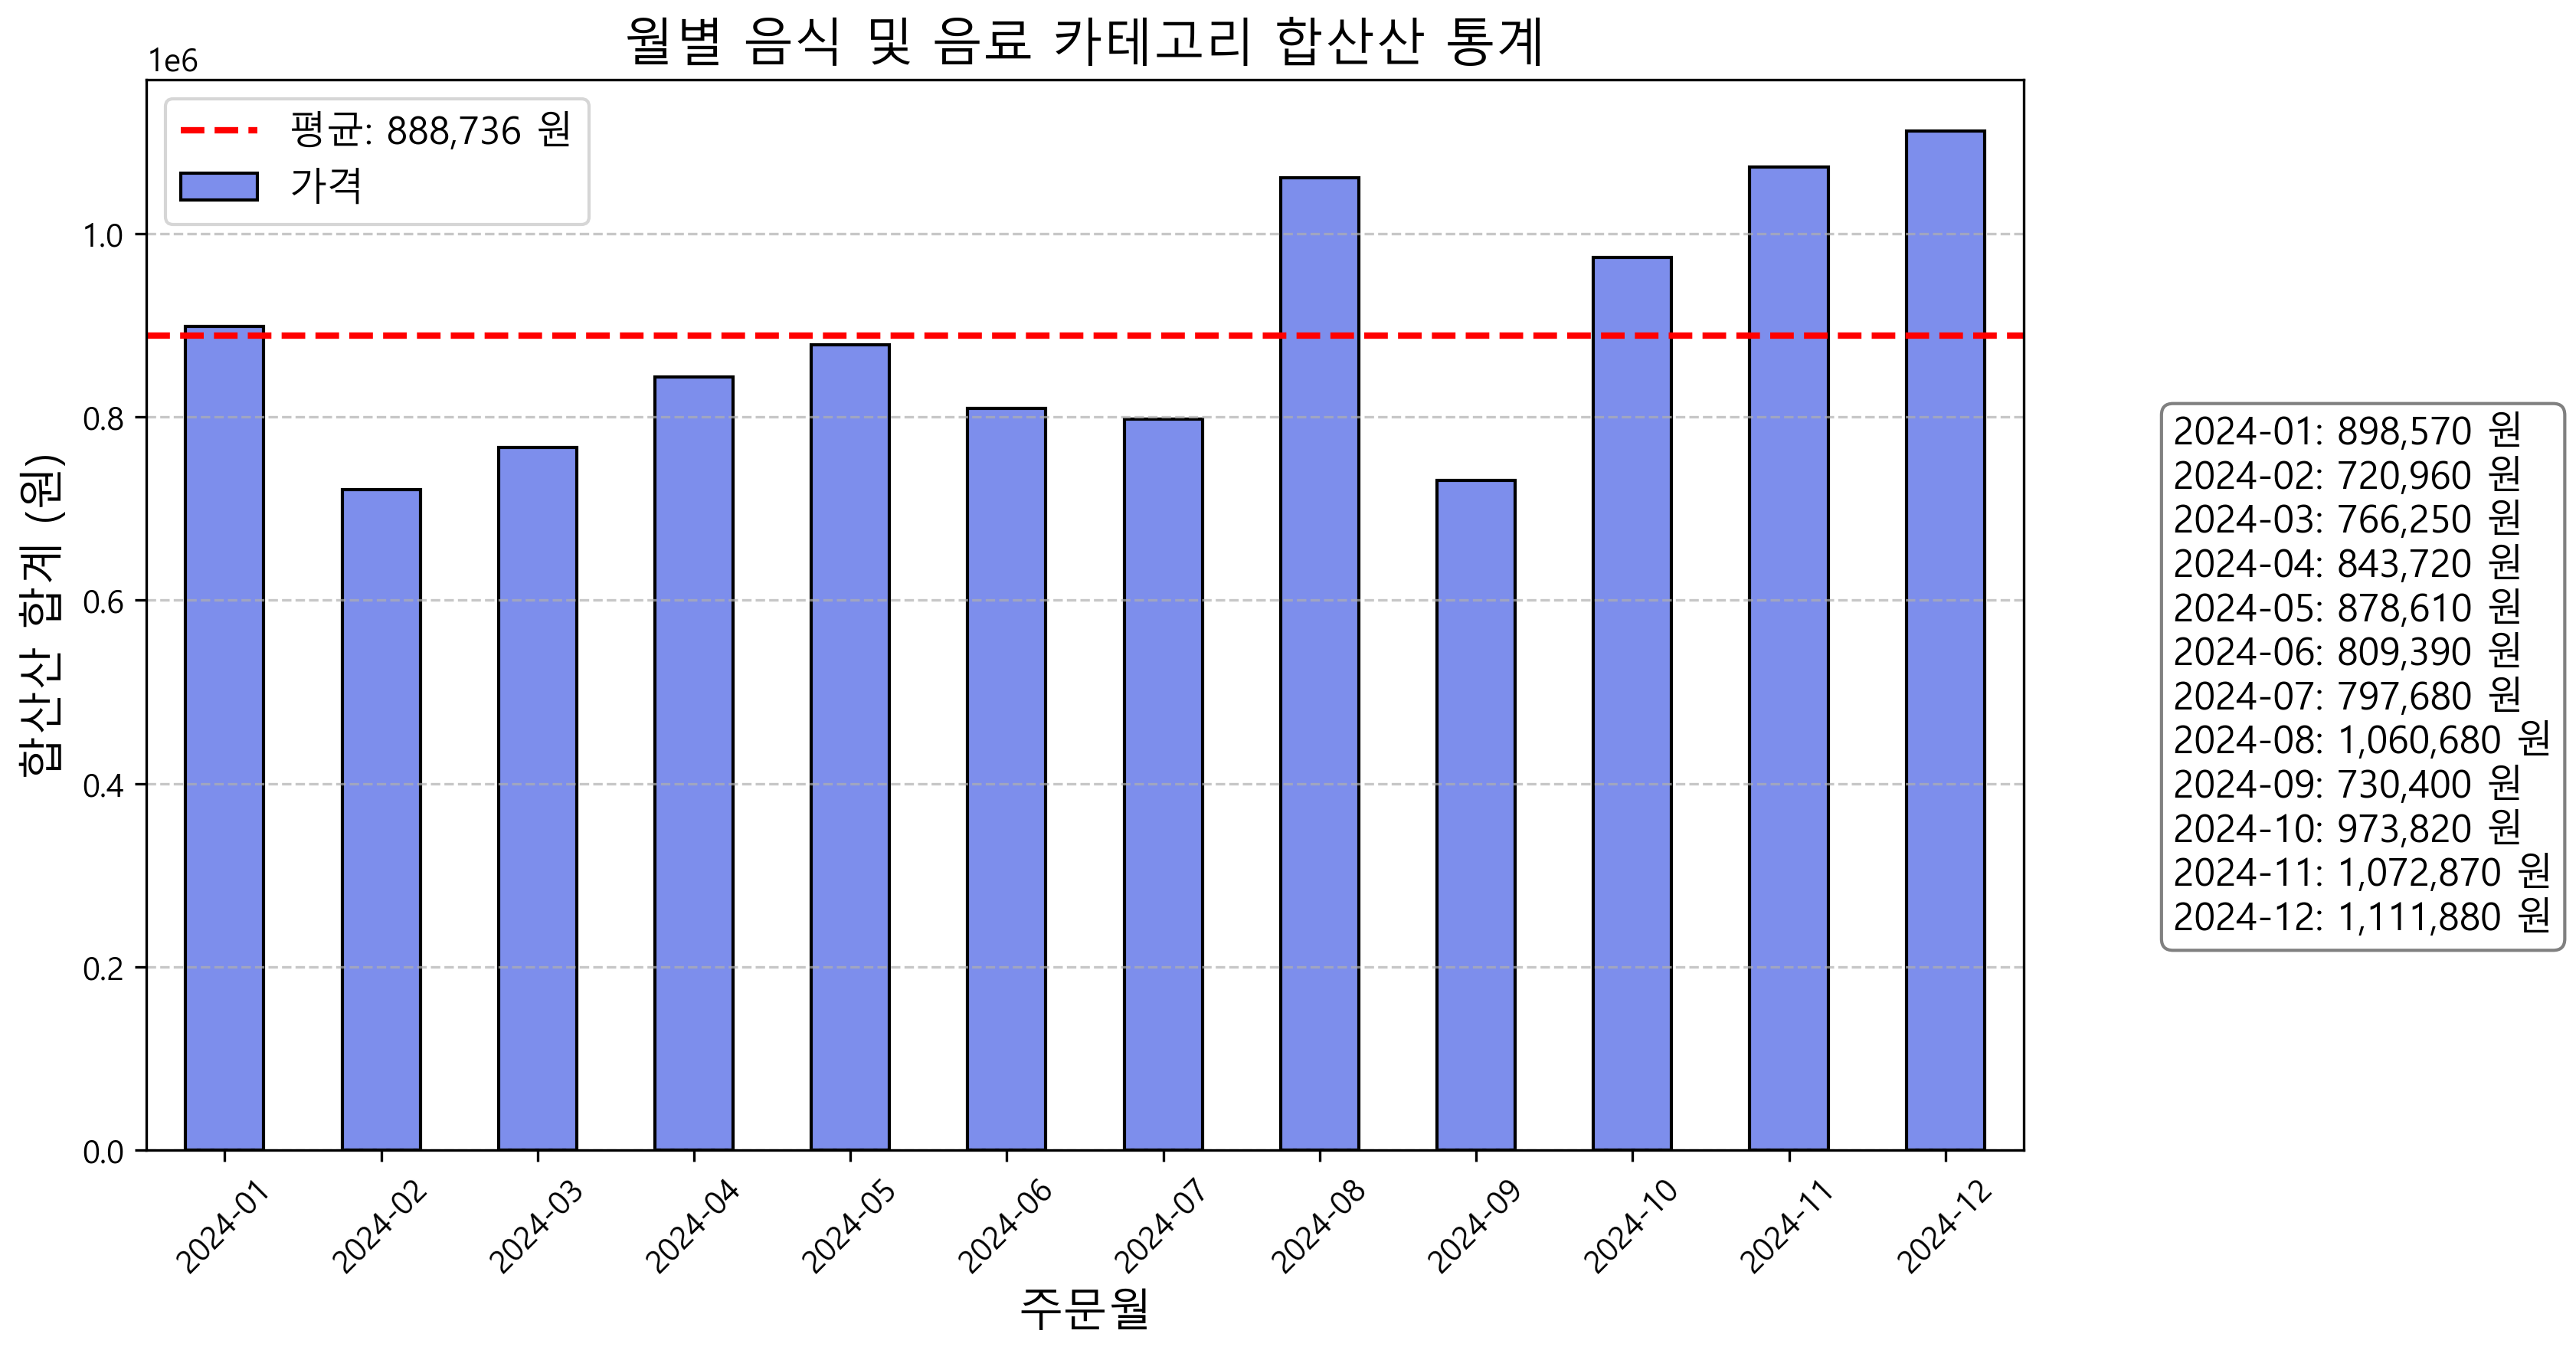 월별 음식 및 음료 카테고리 합산산 통계
1e6
평균: 888,736 원
가격
합산산 합계 (원)
1.0
0.8
0.6
0.4
0.2
0.0
2024-01
2024-02
2024-03
2024-04
2024-05
2024-06
2024-07
2024-08
2024-09
2024-10
2024-11
2024-12
주문월
2024-01: 898,570 원
2024-02: 720,960 원
2024-03: 766,250 원
2024-04: 843,720 원
2024-05: 878,610 원
2024-06: 809,390 원
2024-07: 797,680 원
2024-08: 1,060,680 원
2024-09: 730,400 원
2024-10: 973,820 원
2024-11: 1,072,870 원
2024-12: 1,111,880 원